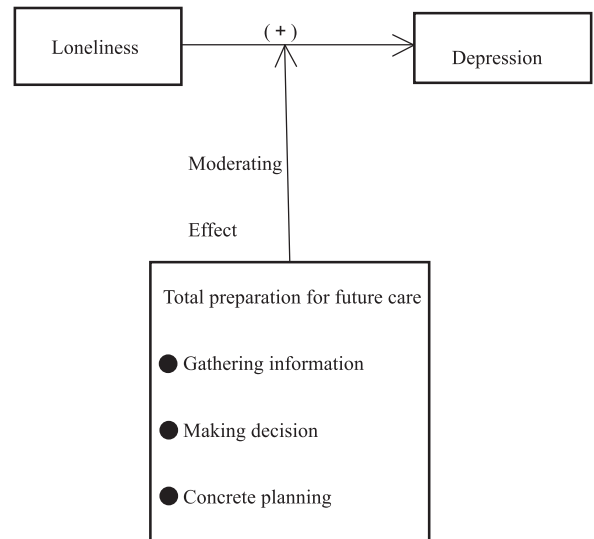 ( + )
Loneliness
Depression
Moderating
Effect
Total preparation for future care
● Gathering information
● Making decision
● Concrete planning